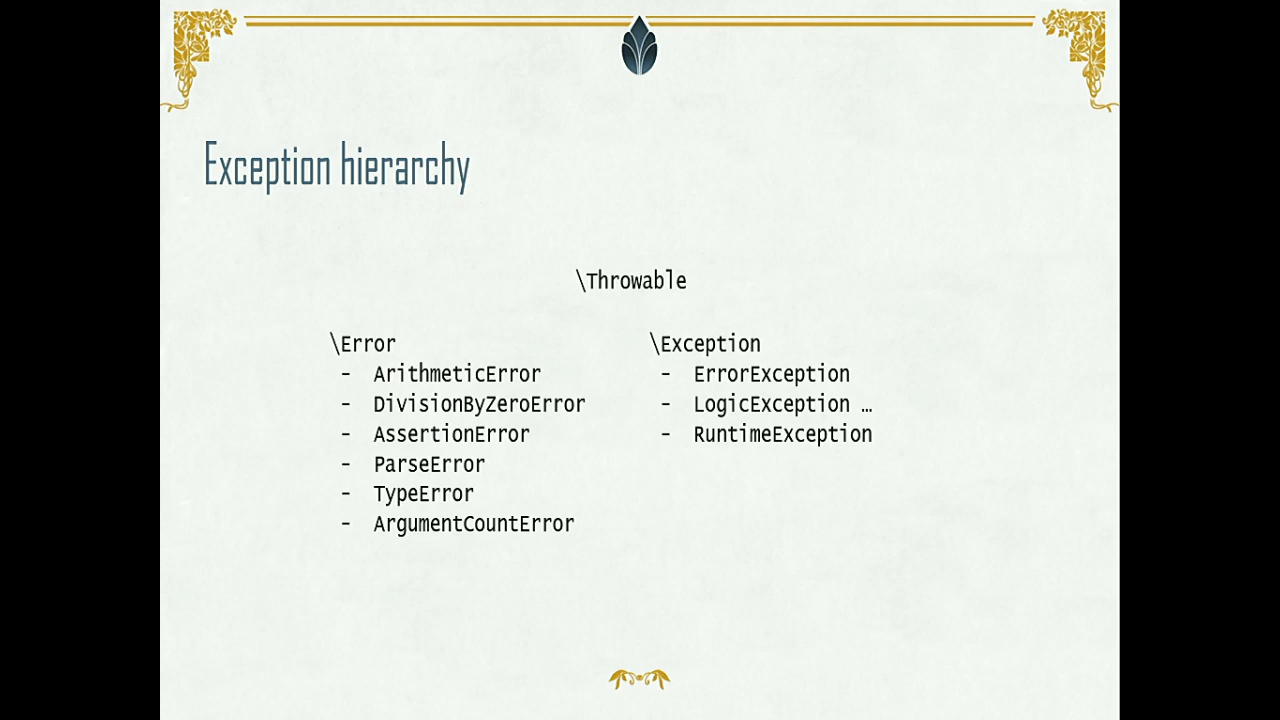 Exception hierarchy
\Throwable
\Error
- ArithmeticError
- DivisionByZeroError
- AssertionError
- ParseError
- TypeError
- ArgumentCountError
\Exception
- ErrorException
- LogicException …
- RuntimeException